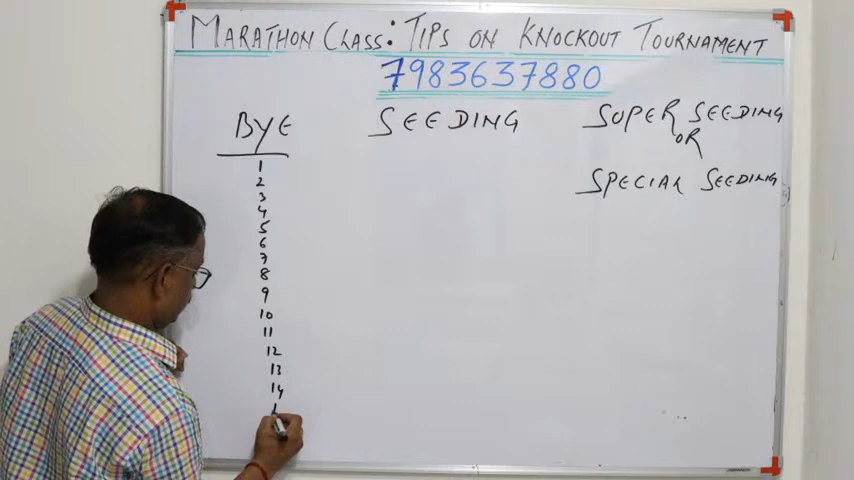 MARATHON CLASS: TIPS ON KNOCKOUT TOURNAMENT
7983637880
BYE
1
2
3
4
5
6
7
8
9
10
11
12
13
14
SEEDING
SUPER SEEDING
OR
SPECIAL SEEDING